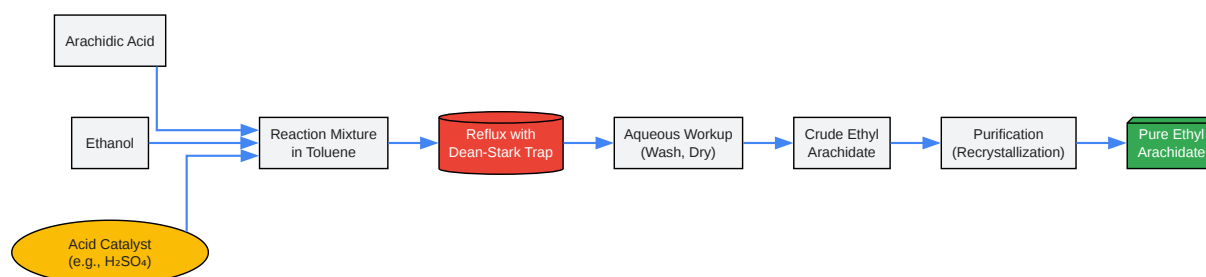 Arachidic Acid
Ethanol
Acid Catalyst
(e.g., H₂SO₄)
Reaction Mixture
in Toluene
Reflux with
Dean-Stark Trap
Aqueous Workup
(Wash, Dry)
Crude Ethyl
Arachidate
Purification
(Recrystallization)
Pure Ethyl
Arachidate